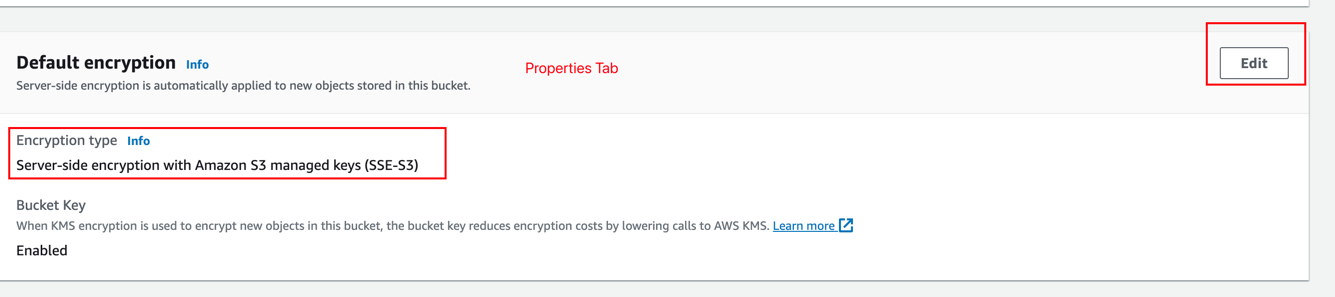 Default encryption Info
Properties Tab
Edit
Server-side encryption is automatically applied to new objects stored in this bucket.
Encryption type Info
Server-side encryption with Amazon S3 managed keys (SSE-S3)
Bucket Key
When KMS encryption is used to encrypt new objects in this bucket, the bucket key reduces encryption costs by lowering calls to AWS KMS. Learn more
Enabled